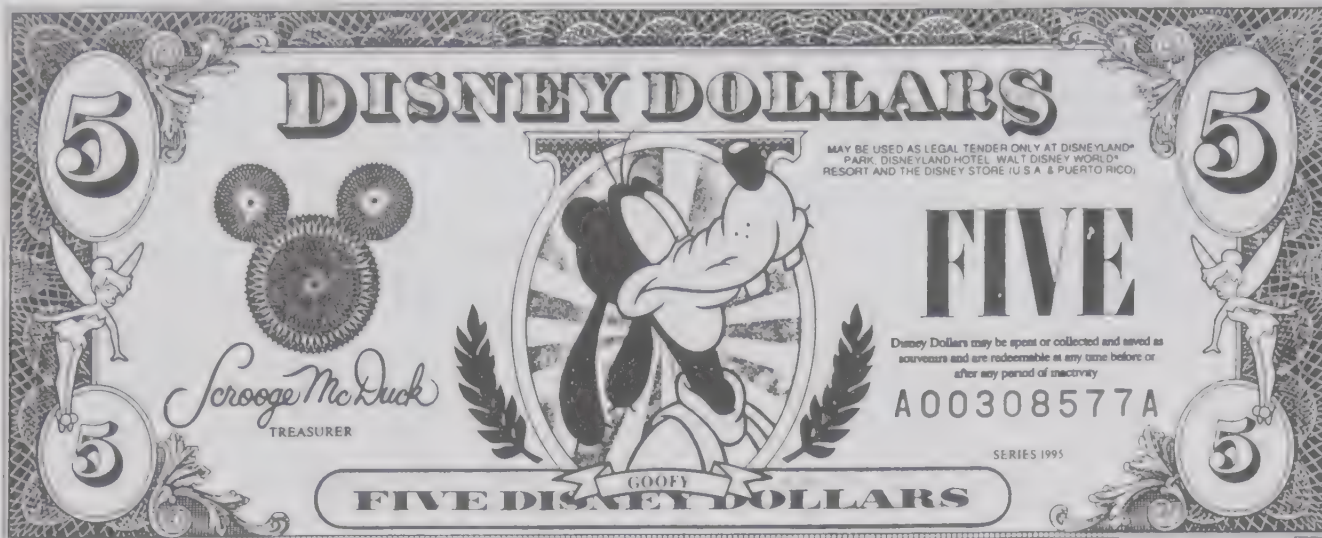 5
DISNEY DOLLARS
5
MAY BE USED AS LEGAL TENDER ONLY AT DISNEYLAND®
PARK, DISNEYLAND HOTEL, WALT DISNEY WORLD®
RESORT AND THE DISNEY STORE (U.S.A. & PUERTO RICO)
FIVE
Disney Dollars may be spent or collected and saved as
souvenirs and are redeemable at any time before or
after any period of inactivity
A00308577A
Scrooge McDuck
TREASURER
SERIES 1995
5
GOOFY
FIVE DISNEY DOLLARS
5